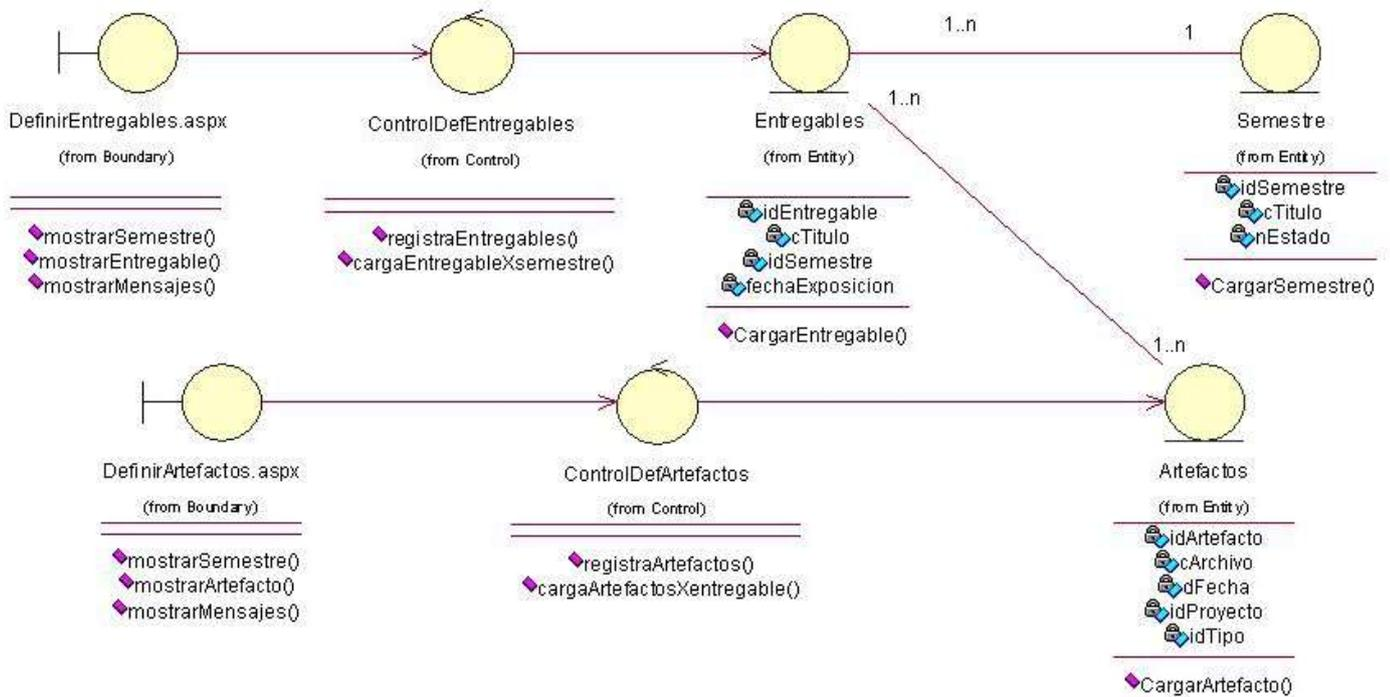 1..n
1
DefinirEntregables.aspx
(from Boundary)
mostrarSemestre()
mostrarEntregable()
mostrarMensajes()
ControlDefEntregables
(from Control)
registraEntregables()
cargaEntregableXsemestre()
Entregables
(from Entity)
idEntregable
cTitulo
idSemestre
fechaExposicion
CargarEntregable()
1..n
Semestre
(from Entity)
idSemestre
cTitulo
nEstado
CargarSemestre()
1..n
DefinirArtefactos.aspx
(from Boundary)
mostrarSemestre()
mostrarArtefacto()
mostrarMensajes()
ControlDefArtefactos
(from Control)
registraArtefactos()
cargaArtefactosXentregable()
Artefactos
(from Entity)
idArtefacto
cArchivo
dFecha
idProyecto
idTipo
CargarArtefacto()